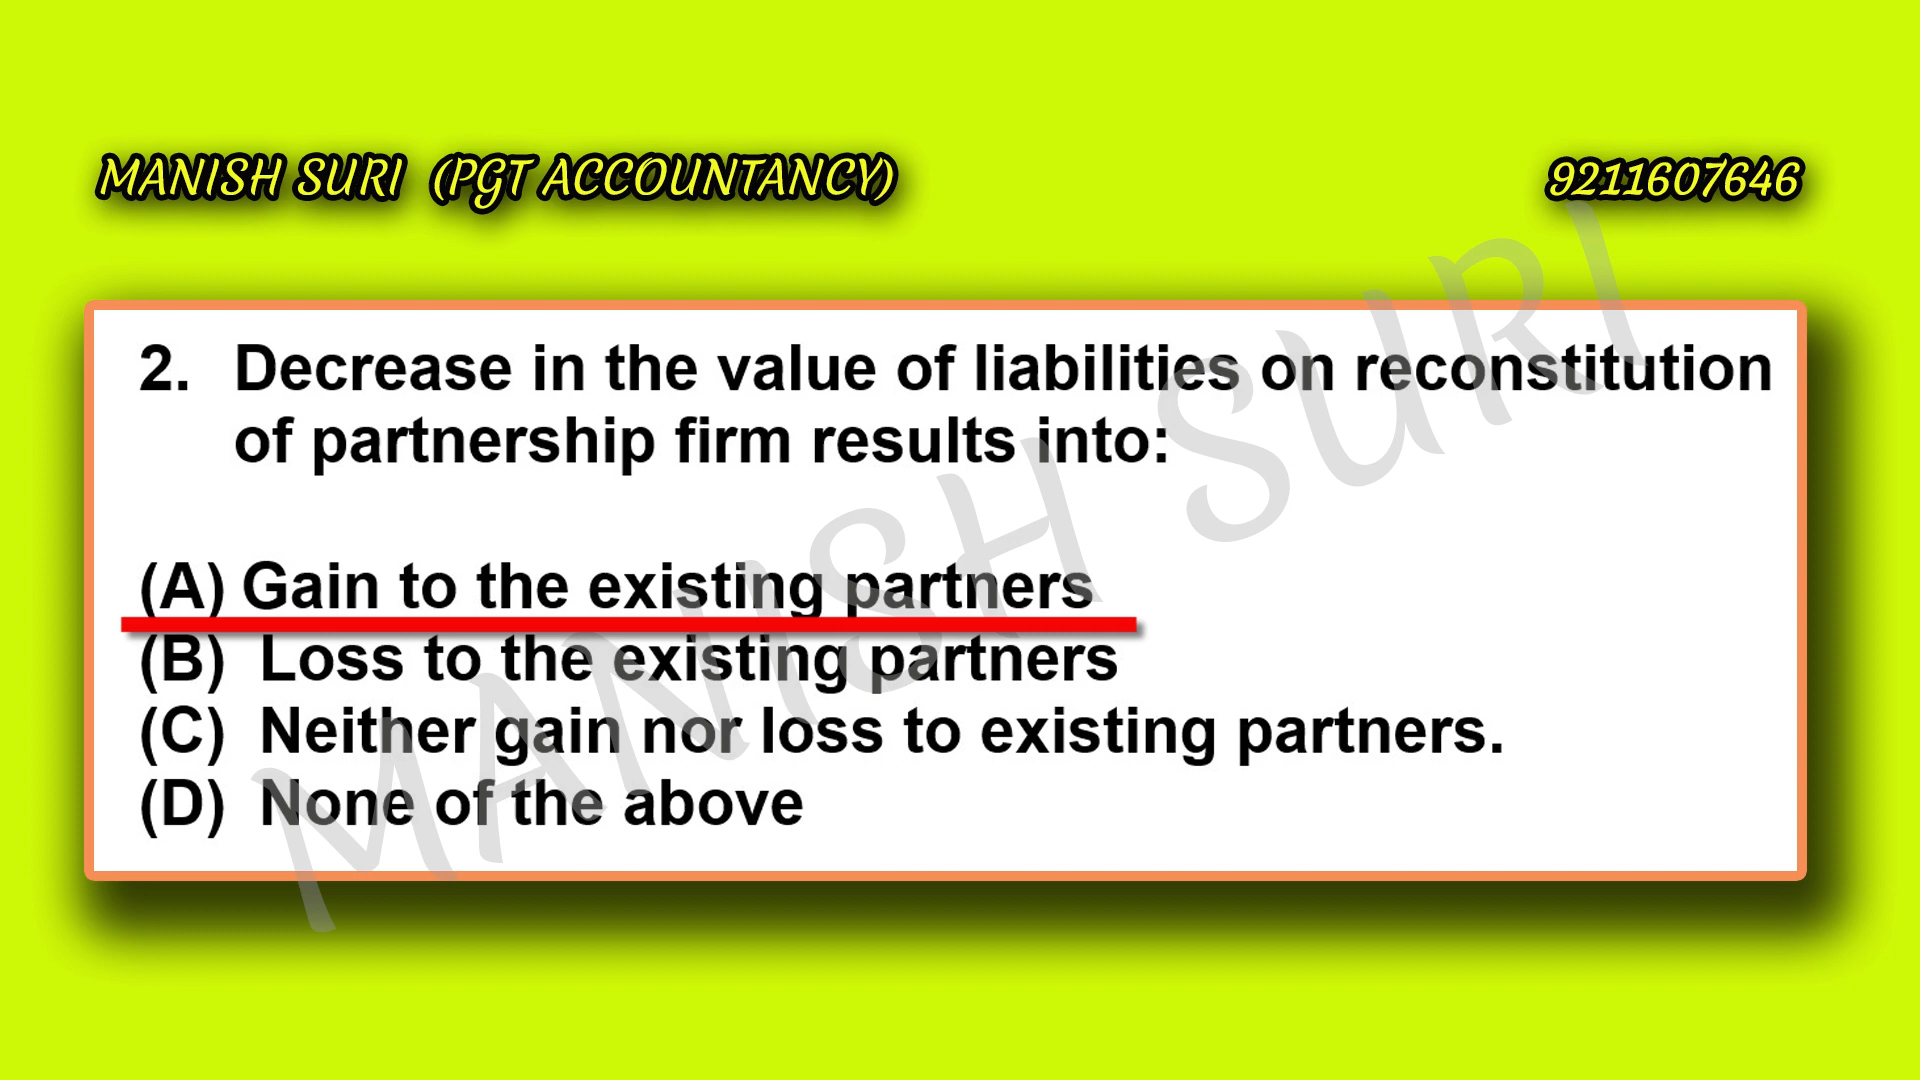 MANISH SURI (PGT ACCOUNTANCY)
9211607646
2. Decrease in the value of liabilities on reconstitution
of partnership firm results into:
(A) Gain to the existing partners
(B) Loss to the existing partners
(C) Neither gain nor loss to existing partners.
(D) None of the above
MANISH SURI